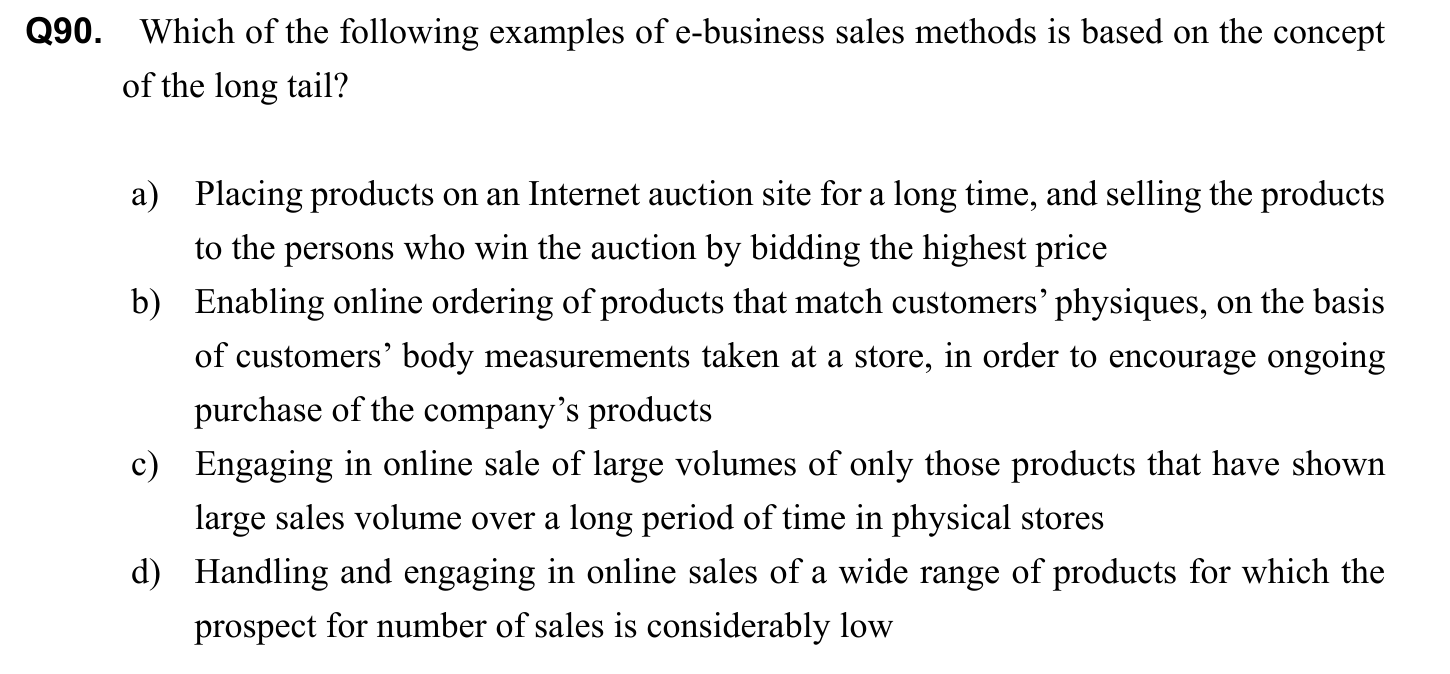 Q90. Which of the following examples of e-business sales methods is based on the concept
of the long tail?
a) Placing products on an Internet auction site for a long time, and selling the products
to the persons who win the auction by bidding the highest price
b) Enabling online ordering of products that match customers’ physiques, on the basis
of customers’ body measurements taken at a store, in order to encourage ongoing
purchase of the company’s products
c) Engaging in online sale of large volumes of only those products that have shown
large sales volume over a long period of time in physical stores
d) Handling and engaging in online sales of a wide range of products for which the
prospect for number of sales is considerably low